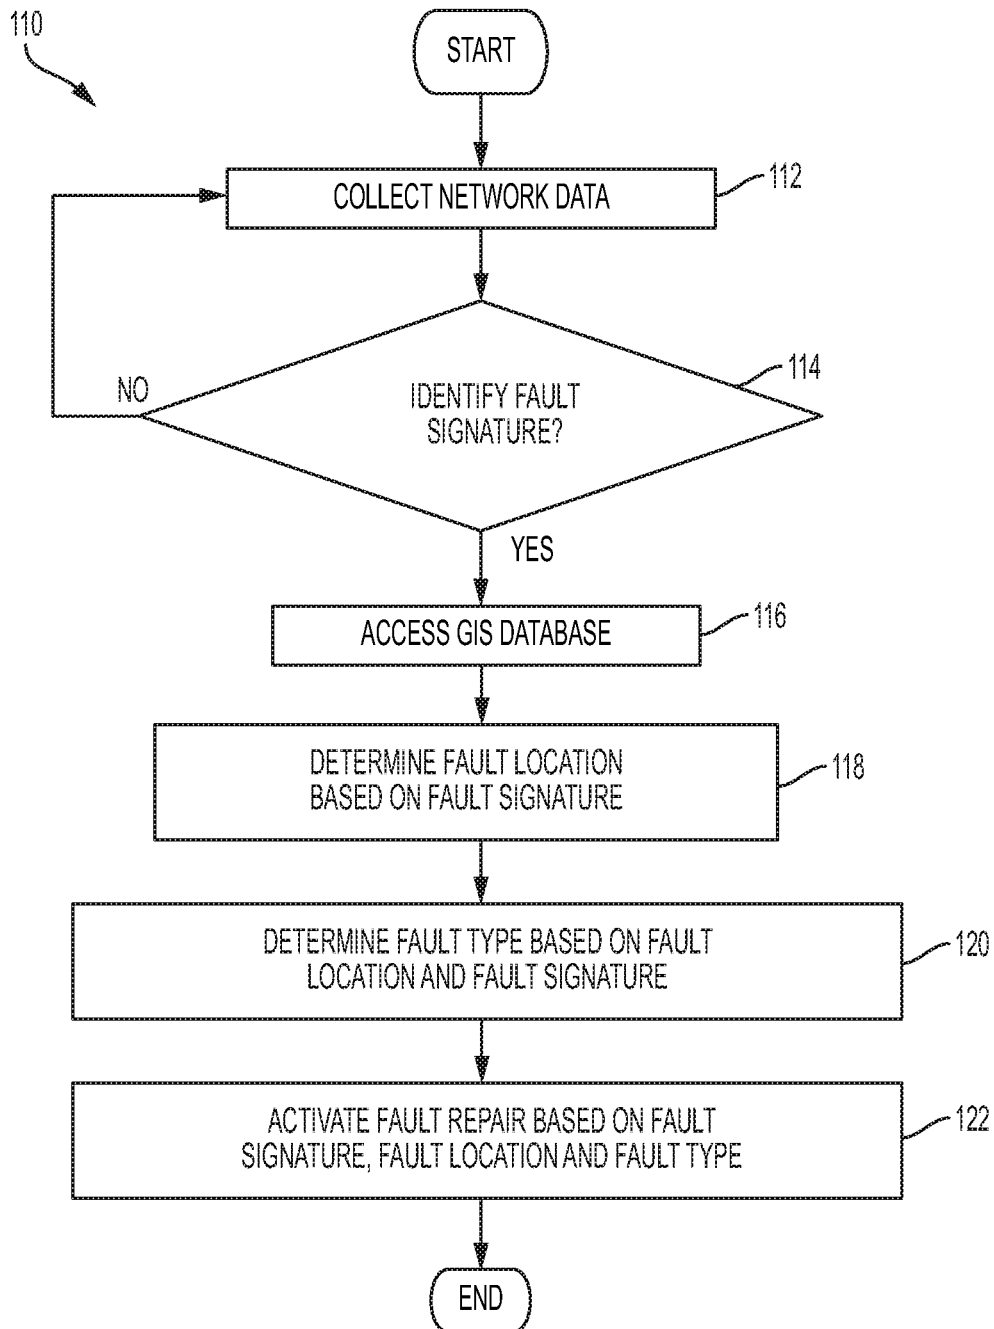 110
START
COLLECT NETWORK DATA
112
IDENTIFY FAULT
SIGNATURE?
114
NO
YES
ACCESS GIS DATABASE
116
DETERMINE FAULT LOCATION
BASED ON FAULT SIGNATURE
118
DETERMINE FAULT TYPE BASED ON FAULT
LOCATION AND FAULT SIGNATURE
120
ACTIVATE FAULT REPAIR BASED ON FAULT
SIGNATURE, FAULT LOCATION AND FAULT TYPE
122
END